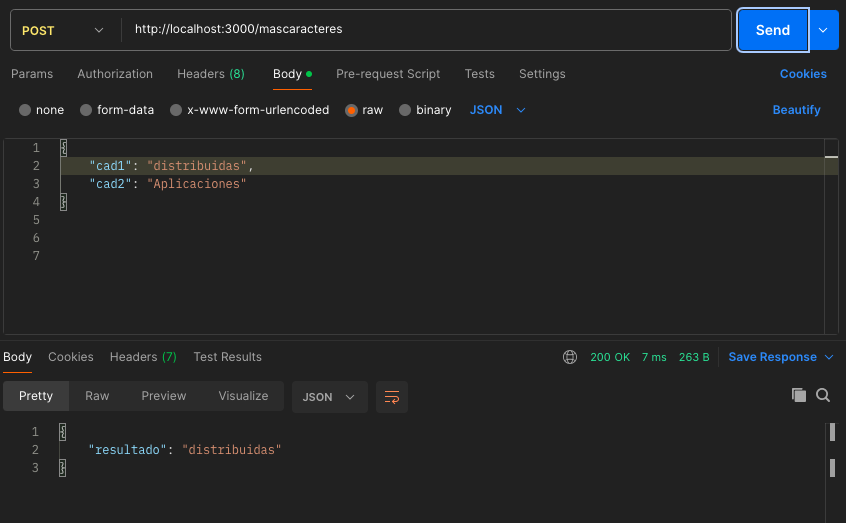 POST http://localhost:3000/mascaracteres Send
Params Authorization Headers (8) Body Pre-request Script Tests Settings Cookies
none form-data x-www-form-urlencoded raw binary JSON Beautify
1 {
2 "cad1": "distribuidas",
3 "cad2": "Aplicaciones"
4 }
5
6
7
Body Cookies Headers (7) Test Results 200 OK 7 ms 263 B Save Response
Pretty Raw Preview Visualize JSON
1 {
2 "resultado": "distribuidas"
3 }